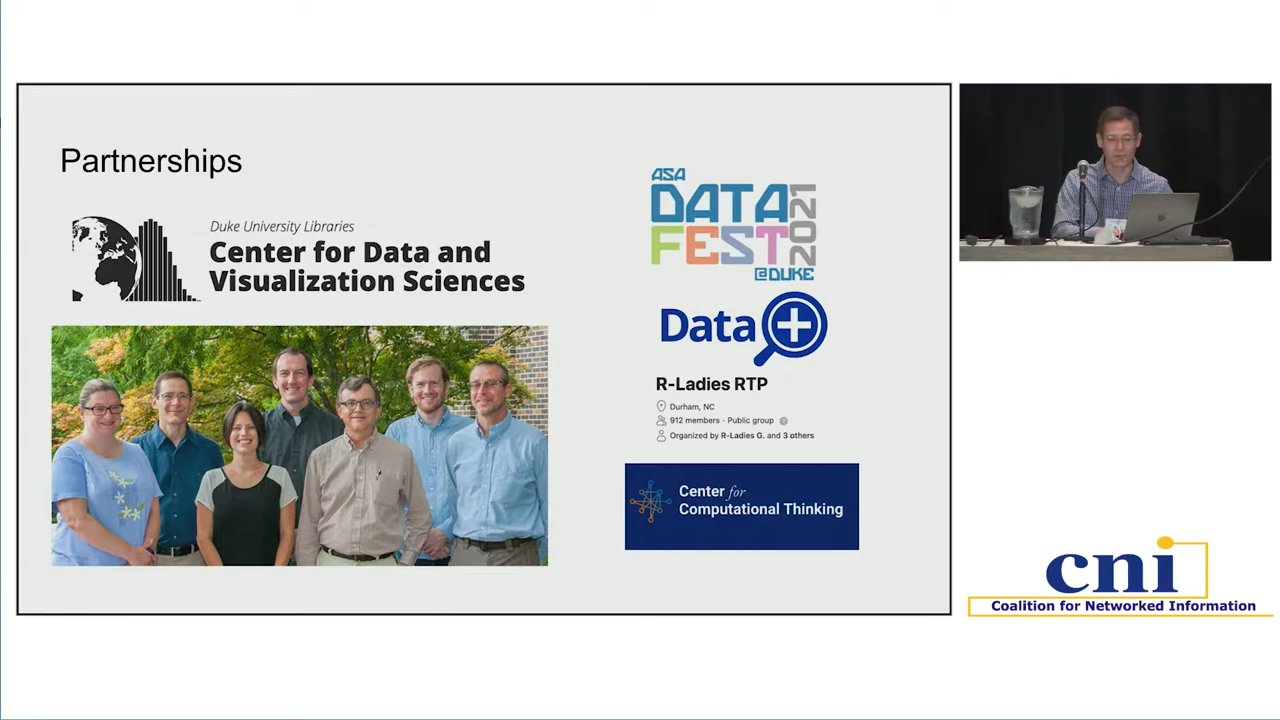 Partnerships
Duke University Libraries
Center for Data and
Visualization Sciences
ASA
DATA
FEST
2021
@DUKE
Data+
R-Ladies RTP
Durham, NC
912 members · Public group
Organized by R-Ladies G. and 3 others
Center for
Computational Thinking
cni
Coalition for Networked Information